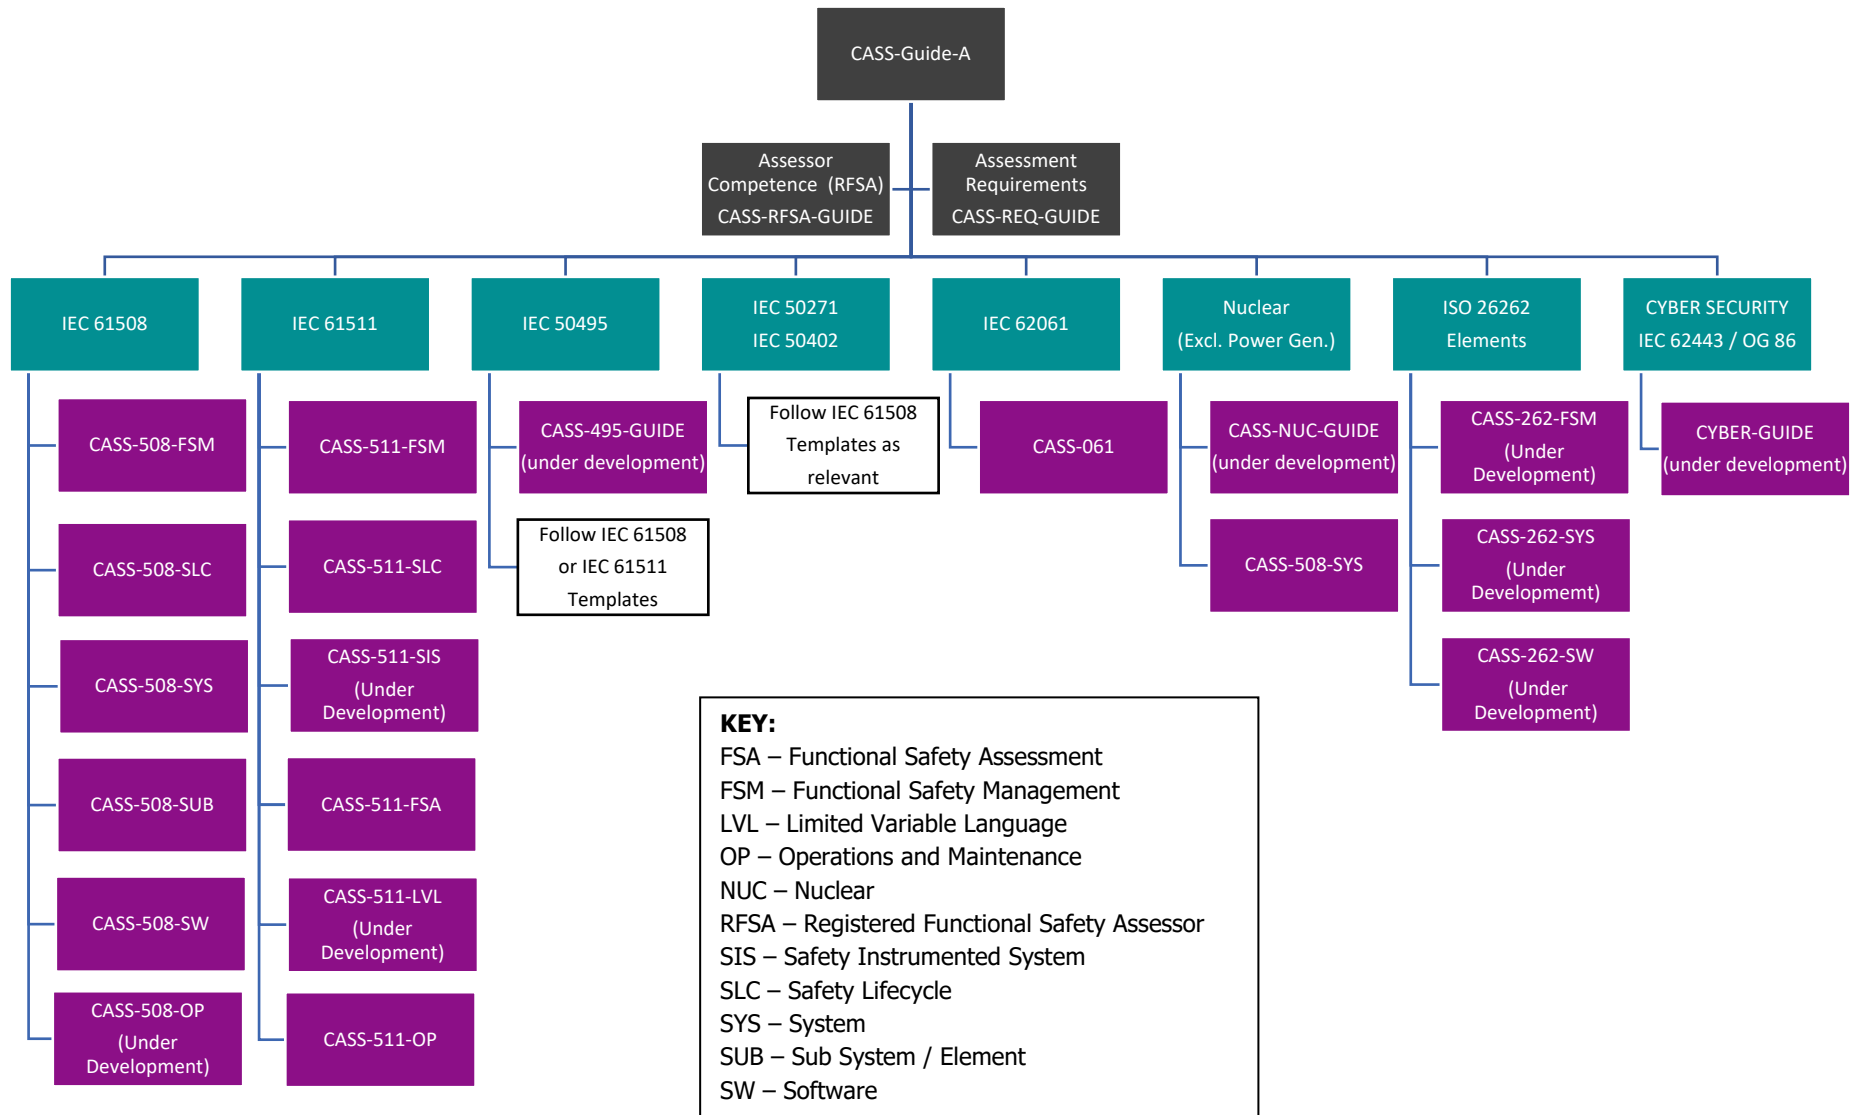 CASS-Guide-A
Assessor
Competence (RFSA)
CASS-RFSA-GUIDE
Assessment
Requirements
CASS-REQ-GUIDE
IEC 61508
IEC 61511
IEC 50495
IEC 50271
IEC 50402
IEC 62061
Nuclear
(Excl. Power Gen.)
ISO 26262
Elements
CYBER SECURITY
IEC 62443 / OG 86
CASS-508-FSM
CASS-508-SLC
CASS-508-SYS
CASS-508-SUB
CASS-508-SW
CASS-508-OP
(Under
Development)
CASS-511-FSM
CASS-511-SLC
CASS-511-SIS
(Under
Development)
CASS-511-FSA
CASS-511-LVL
(Under
Development)
CASS-511-OP
CASS-495-GUIDE
(under development)
Follow IEC 61508
or IEC 61511
Templates
Follow IEC 61508
Templates as
relevant
CASS-061
CASS-NUC-GUIDE
(under development)
CASS-508-SYS
CASS-262-FSM
(Under
Development)
CASS-262-SYS
(Under
Developmemt)
CASS-262-SW
(Under
Development)
CYBER-GUIDE
(under development)
KEY:
FSA – Functional Safety Assessment
FSM – Functional Safety Management
LVL – Limited Variable Language
OP – Operations and Maintenance
NUC – Nuclear
RFSA – Registered Functional Safety Assessor
SIS – Safety Instrumented System
SLC – Safety Lifecycle
SYS – System
SUB – Sub System / Element
SW – Software